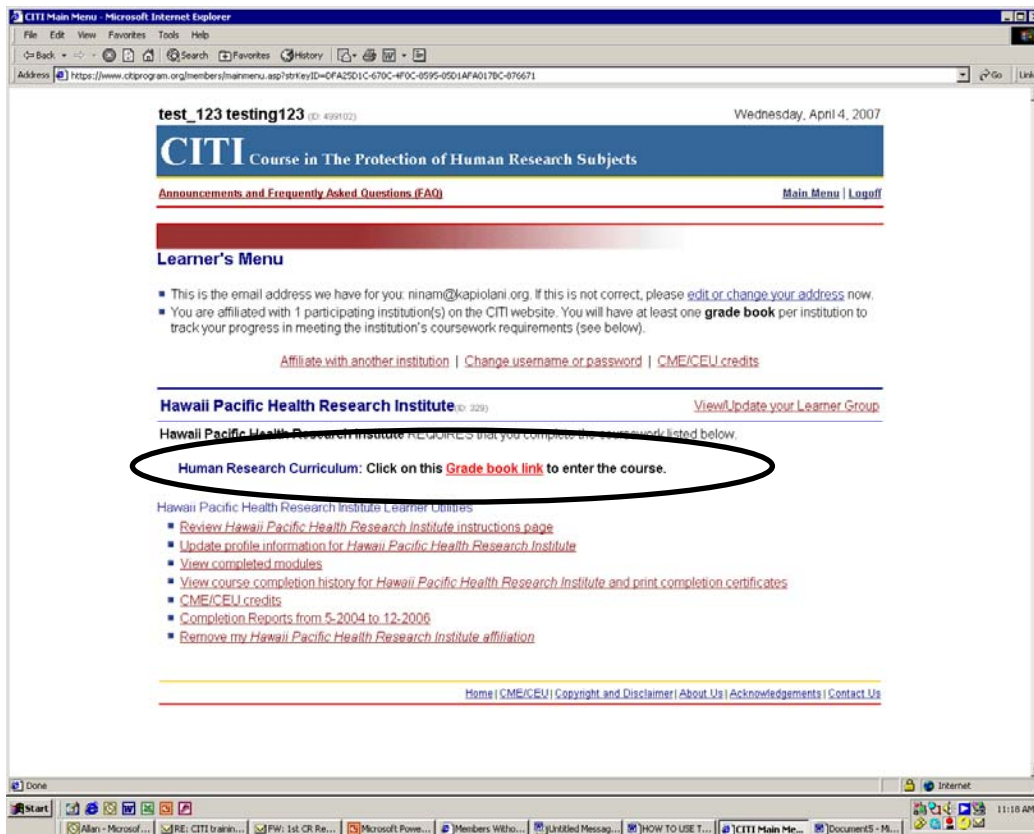 CITI Main Menu - Microsoft Internet Explorer
File Edit View Favorites Tools Help
Back Search Favorites History
Address https://www.citiprogram.org/members/mainmenu.asp?strKeyID=DFA25D1C-670C-4F0C-8595-05D1AFA017BC-876671 Go
test_123 testing123 (ID: 499102) Wednesday, April 4, 2007
CITI Course in The Protection of Human Research Subjects
Announcements and Frequently Asked Questions (FAQ) Main Menu | Logoff
Learner's Menu
This is the email address we have for you: ninam@kapiolani.org. If this is not correct, please edit or change your address now.
You are affiliated with 1 participating institution(s) on the CITI website. You will have at least one grade book per institution to
track your progress in meeting the institution's coursework requirements (see below).
Affiliate with another institution | Change username or password | CME/CEU credits
Hawaii Pacific Health Research Institute (ID: 329) View/Update your Learner Group
Hawaii Pacific Health Research Institute REQUIRES that you complete the coursework listed below.
Human Research Curriculum: Click on this Grade book link to enter the course.
Hawaii Pacific Health Research Institute Learner Utilities
Review Hawaii Pacific Health Research Institute instructions page
Update profile information for Hawaii Pacific Health Research Institute
View completed modules
View course completion history for Hawaii Pacific Health Research Institute and print completion certificates
CME/CEU credits
Completion Reports from 5-2004 to 12-2006
Remove my Hawaii Pacific Health Research Institute affiliation
Home | CME/CEU | Copyright and Disclaimer | About Us | Acknowledgements | Contact Us
Done Internet
Start 11:18 AM
Allan - Microsof... RE: CITI trainin... FW: 1st CR Re... Microsoft Powe... Members Witho... Untitled Messag... HOW TO USE T... CITI Main Me... Document5 - M...